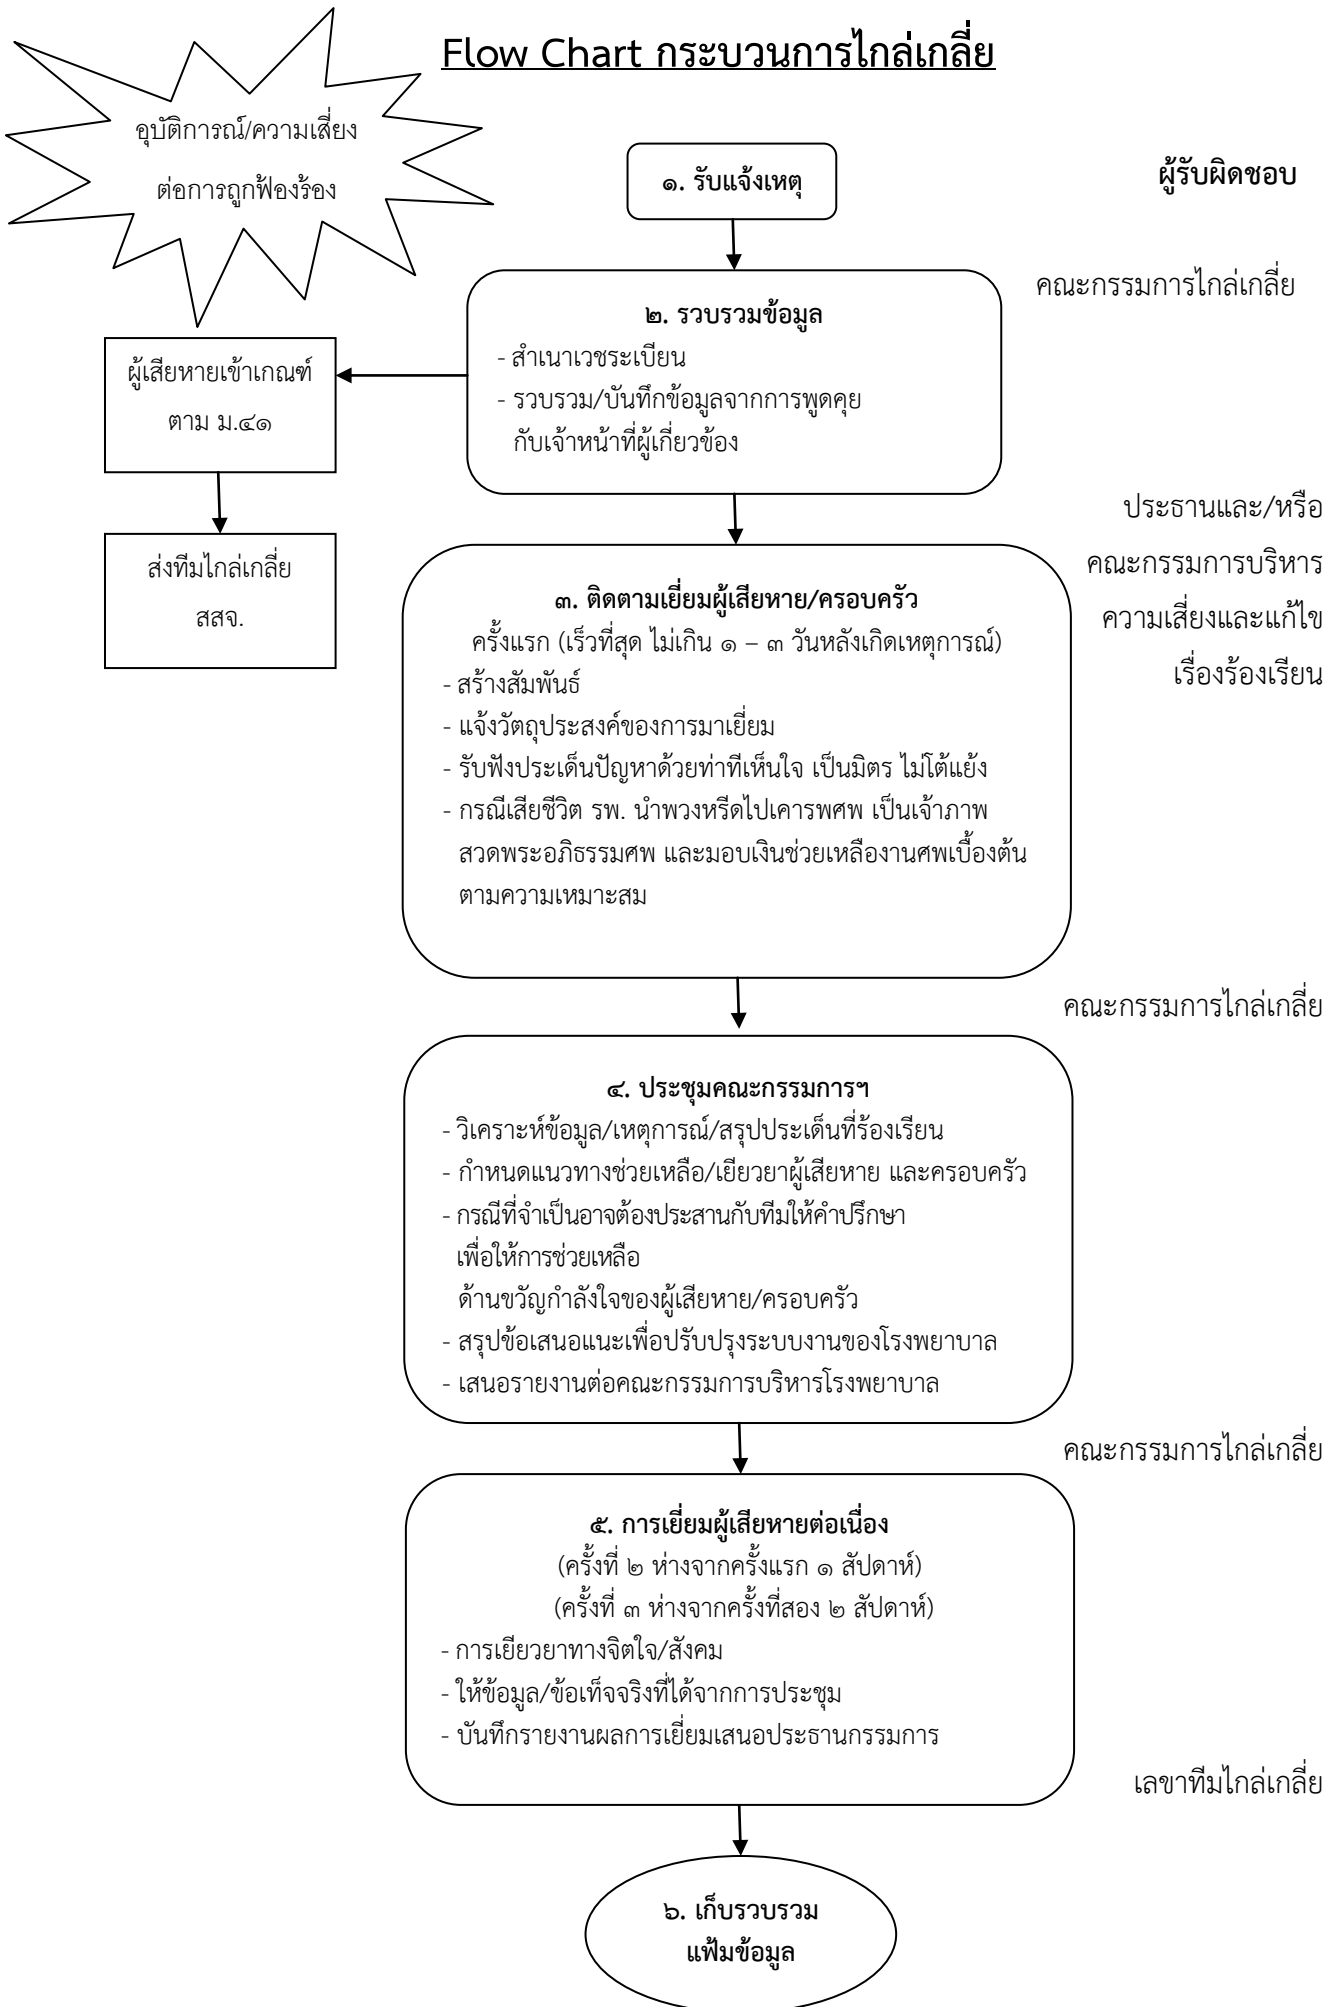 Flow Chart กระบวนการไกล่เกลี่ย
อุบัติการณ์/ความเสี่ยง
ต่อการถูกฟ้องร้อง
๑. รับแจ้งเหตุ
ผู้รับผิดชอบ
คณะกรรมการไกล่เกลี่ย
๒. รวบรวมข้อมูล
- สำเนาเวชระเบียน
- รวบรวม/บันทึกข้อมูลจากการพูดคุย
กับเจ้าหน้าที่ผู้เกี่ยวข้อง
ผู้เสียหายเข้าเกณฑ์
ตาม ม.๔๑
ส่งทีมไกล่เกลี่ย
สสจ.
ประธานและ/หรือ
คณะกรรมการบริหาร
ความเสี่ยงและแก้ไข
เรื่องร้องเรียน
๓. ติดตามเยี่ยมผู้เสียหาย/ครอบครัว
ครั้งแรก (เร็วที่สุด ไม่เกิน ๑ – ๓ วันหลังเกิดเหตุการณ์)
- สร้างสัมพันธ์
- แจ้งวัตถุประสงค์ของการมาเยี่ยม
- รับฟังประเด็นปัญหาด้วยท่าทีเห็นใจ เป็นมิตร ไม่โต้แย้ง
- กรณีเสียชีวิต รพ. นำพวงหรีดไปเคารพศพ เป็นเจ้าภาพ
สวดพระอภิธรรมศพ และมอบเงินช่วยเหลืองานศพเบื้องต้น
ตามความเหมาะสม
คณะกรรมการไกล่เกลี่ย
๔. ประชุมคณะกรรมการฯ
- วิเคราะห์ข้อมูล/เหตุการณ์/สรุปประเด็นที่ร้องเรียน
- กำหนดแนวทางช่วยเหลือ/เยียวยาผู้เสียหาย และครอบครัว
- กรณีที่จำเป็นอาจต้องประสานกับทีมให้คำปรึกษา
เพื่อให้การช่วยเหลือ
ด้านขวัญกำลังใจของผู้เสียหาย/ครอบครัว
- สรุปข้อเสนอแนะเพื่อปรับปรุงระบบงานของโรงพยาบาล
- เสนอรายงานต่อคณะกรรมการบริหารโรงพยาบาล
คณะกรรมการไกล่เกลี่ย
๕. การเยี่ยมผู้เสียหายต่อเนื่อง
(ครั้งที่ ๒ ห่างจากครั้งแรก ๑ สัปดาห์)
(ครั้งที่ ๓ ห่างจากครั้งที่สอง ๒ สัปดาห์)
- การเยียวยาทางจิตใจ/สังคม
- ให้ข้อมูล/ข้อเท็จจริงที่ได้จากการประชุม
- บันทึกรายงานผลการเยี่ยมเสนอประธานกรรมการ
เลขาทีมไกล่เกลี่ย
๖. เก็บรวบรวม
แฟ้มข้อมูล